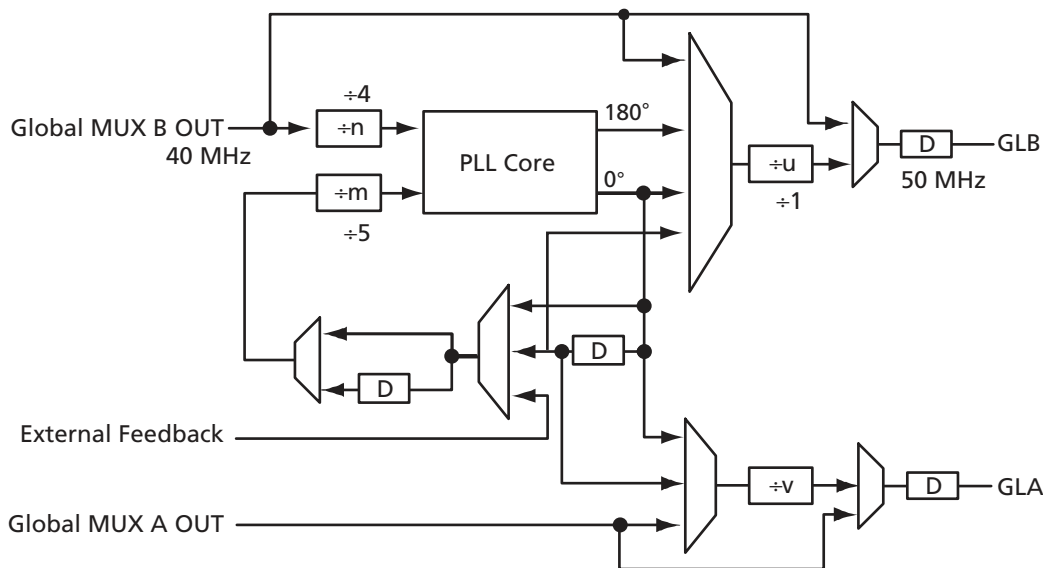 ÷4
180°
Global MUX B OUT
÷n
÷u
D
GLB
40 MHz
PLL Core
50 MHz
0°
÷m
÷1
÷5
D
D
External Feedback
÷v
D
GLA
Global MUX A OUT